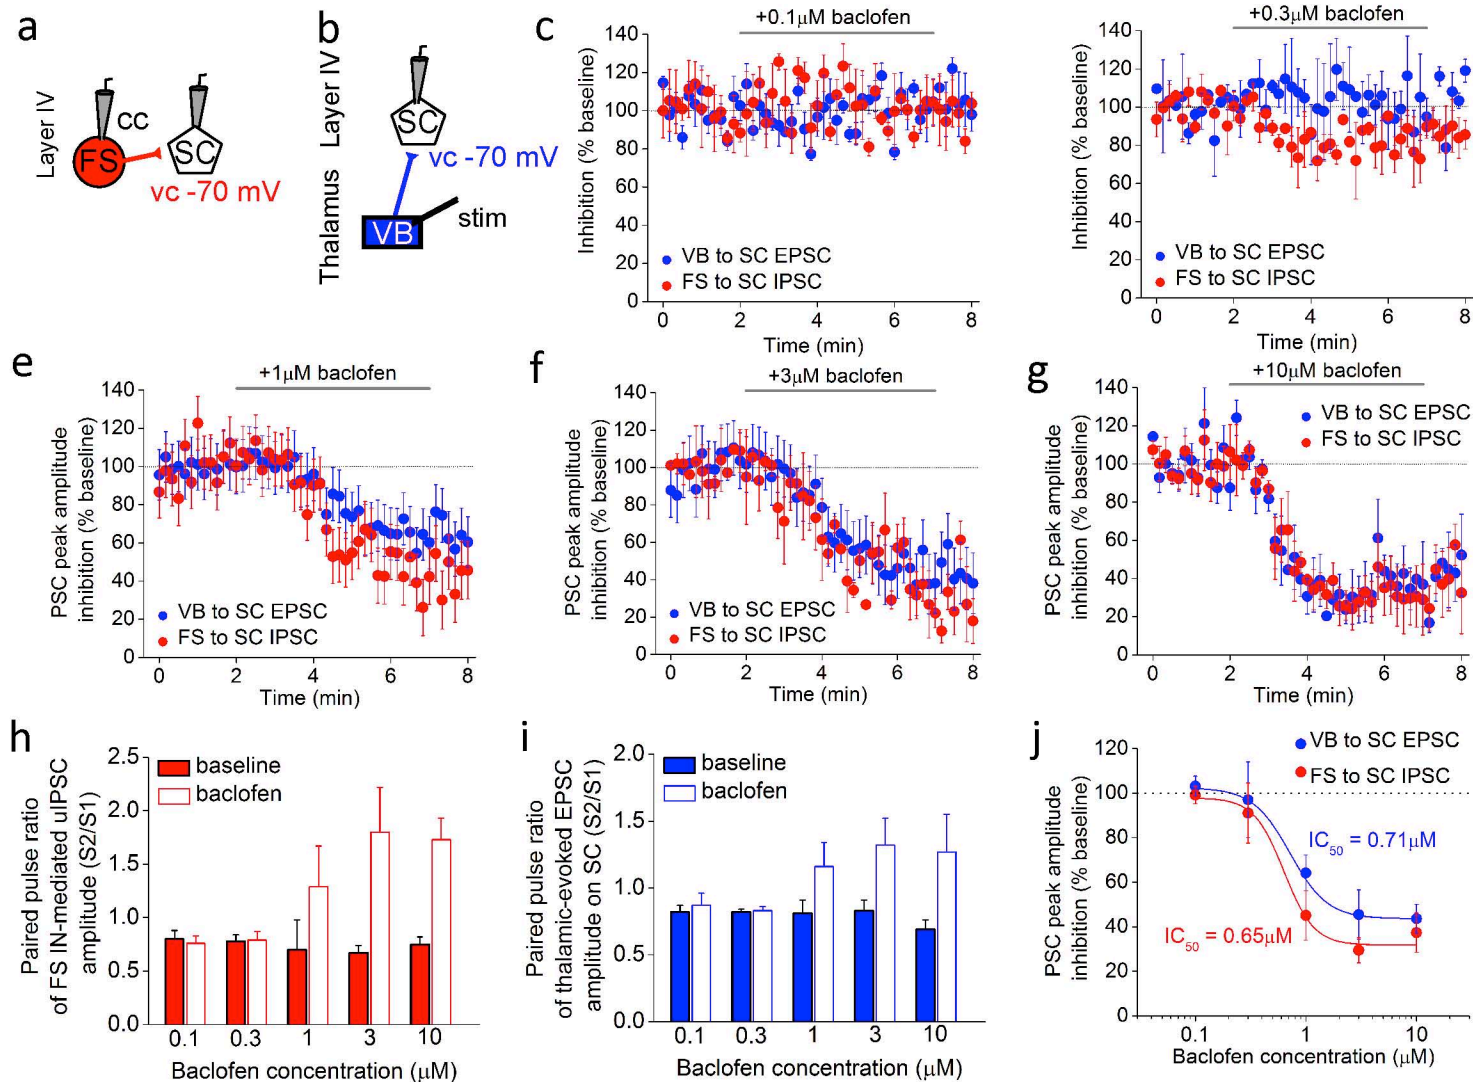 a
Layer IV
CC
FS
SC
vc -70 mV
b
Thalamus Layer IV
SC
vc -70 mV
VB
stim
c
+0.1µM baclofen
Inhibition (% baseline)
140
120
100
80
60
40
20
0
VB to SC EPSC
FS to SC IPSC
0 2 4 6 8
Time (min)
+0.3µM baclofen
Inhibition (% baseline)
140
120
100
80
60
40
20
0
VB to SC EPSC
FS to SC IPSC
0 2 4 6 8
Time (min)
e
+1µM baclofen
PSC peak amplitude
inhibition (% baseline)
140
120
100
80
60
40
20
0
VB to SC EPSC
FS to SC IPSC
0 2 4 6 8
Time (min)
f
+3µM baclofen
PSC peak amplitude
inhibition (% baseline)
140
120
100
80
60
40
20
0
VB to SC EPSC
FS to SC IPSC
0 2 4 6 8
Time (min)
g
+10µM baclofen
PSC peak amplitude
inhibition (% baseline)
140
120
100
80
60
40
20
0
VB to SC EPSC
FS to SC IPSC
0 2 4 6 8
Time (min)
h
Paired pulse ratio
of FS IN-mediated uIPSC
amplitude (S2/S1)
2.5
2.0
1.5
1.0
0.5
0.0
baseline
baclofen
0.1 0.3 1 3 10
Baclofen concentration (µM)
i
Paired pulse ratio
of thalamic-evoked EPSC
amplitude on SC (S2/S1)
2.0
1.5
1.0
0.5
0.0
baseline
baclofen
0.1 0.3 1 3 10
Baclofen concentration (µM)
j
VB to SC EPSC
FS to SC IPSC
PSC peak amplitude
inhibition (% baseline)
120
100
80
60
40
20
0
IC50 = 0.71µM
IC50 = 0.65µM
0.1 1 10
Baclofen concentration (µM)